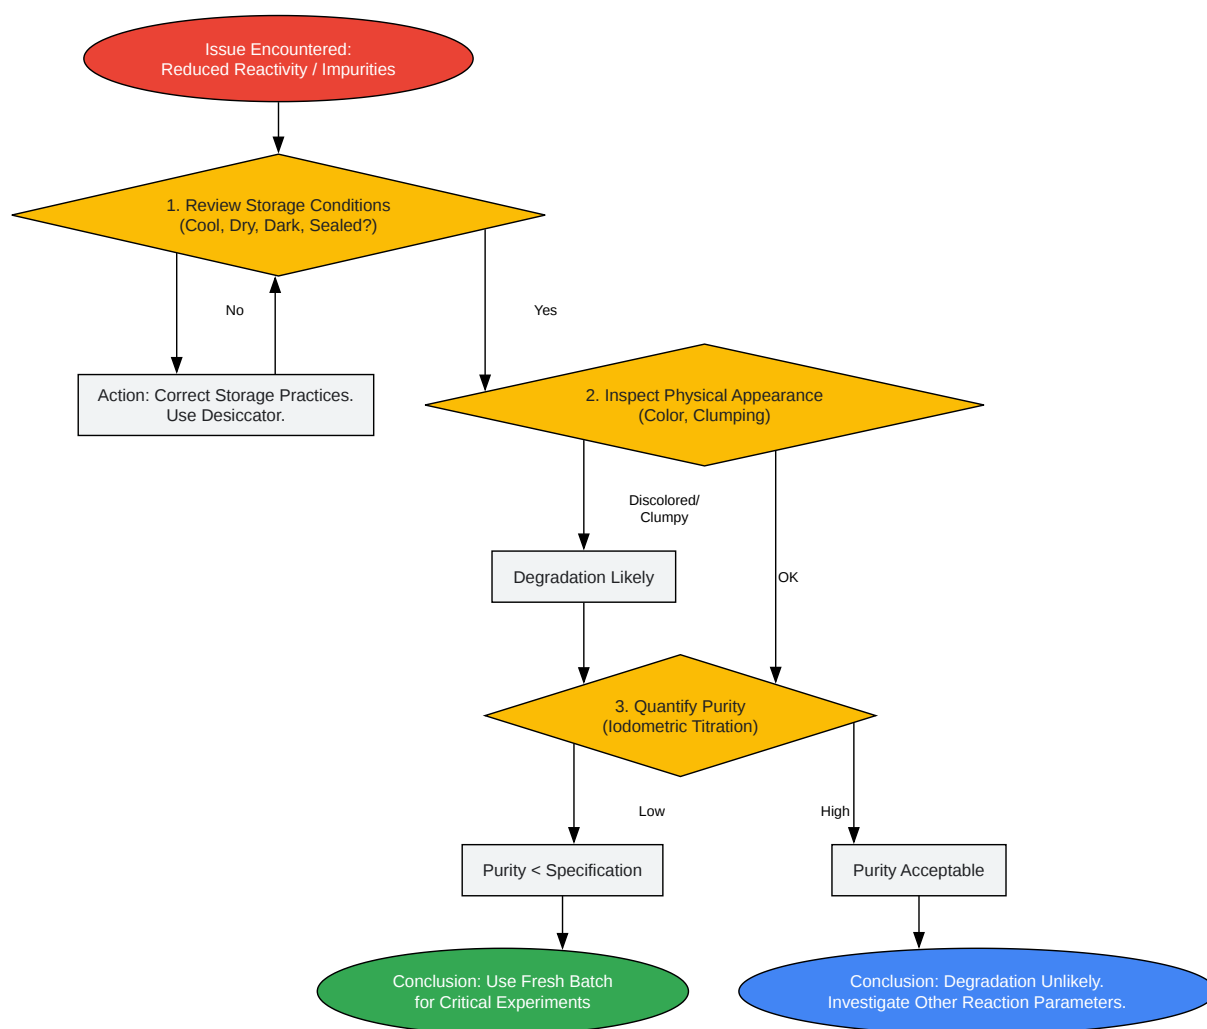 Issue Encountered:
Reduced Reactivity / Impurities
1. Review Storage Conditions
(Cool, Dry, Dark, Sealed?)
No
Yes
Action: Correct Storage Practices.
Use Desiccator.
2. Inspect Physical Appearance
(Color, Clumping)
Discolored/
Clumpy
Degradation Likely
OK
3. Quantify Purity
(Iodometric Titration)
Low
High
Purity < Specification
Purity Acceptable
Conclusion: Use Fresh Batch
for Critical Experiments
Conclusion: Degradation Unlikely.
Investigate Other Reaction Parameters.